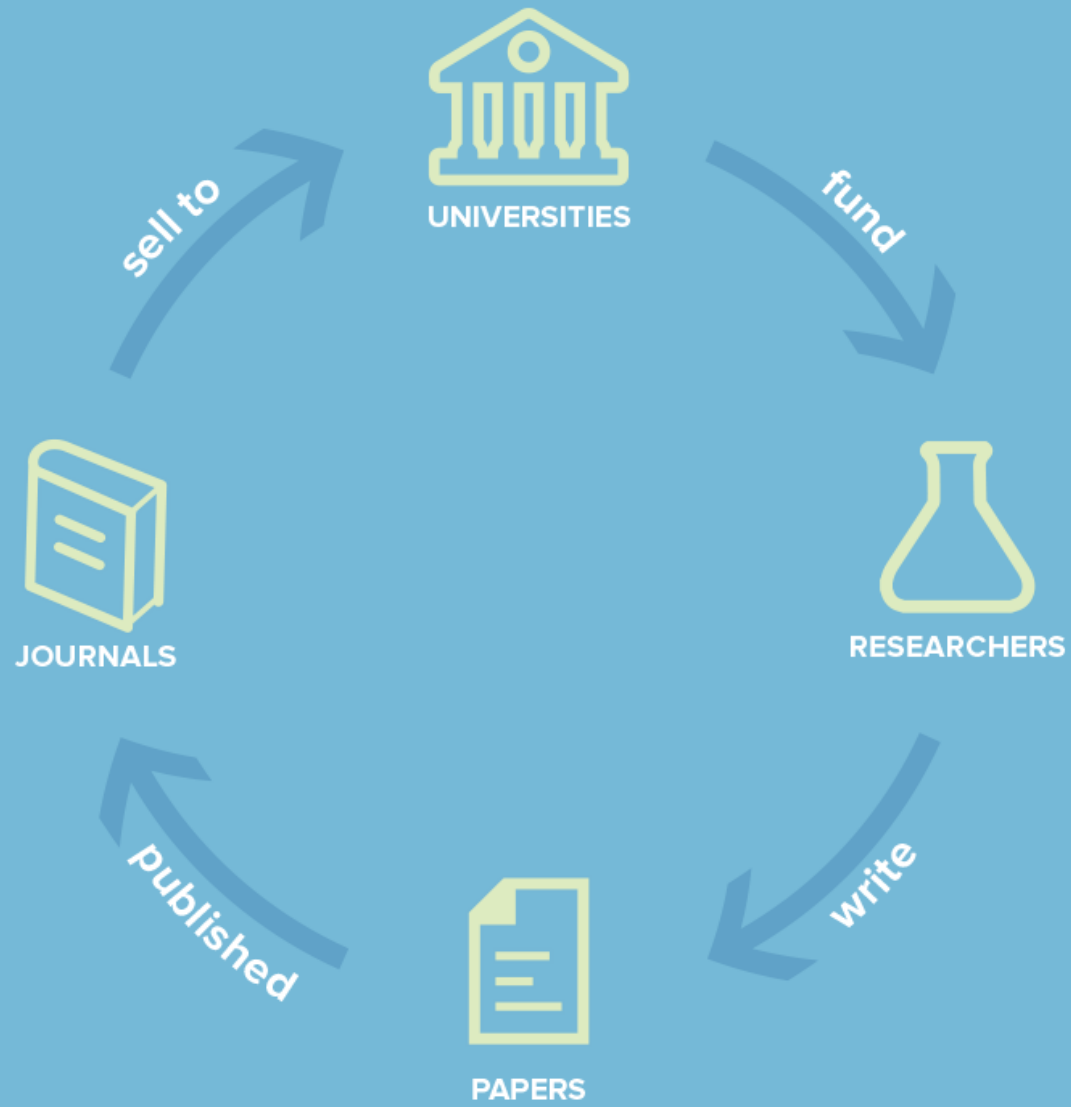 UNIVERSITIES
fund
RESEARCHERS
write
PAPERS
published
JOURNALS
sell to